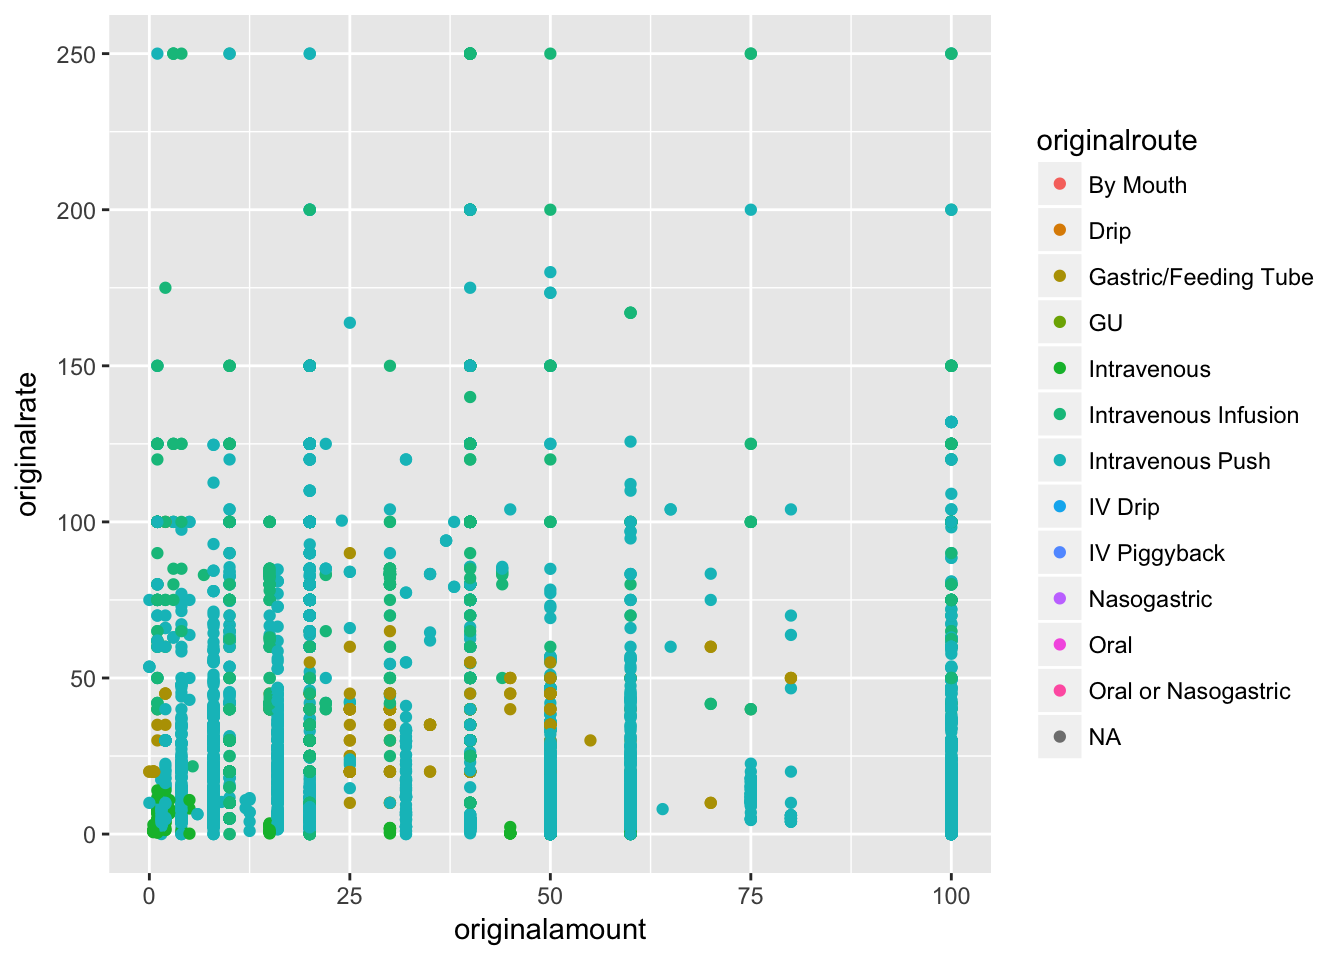 250
200
150
100
50
0
originalrate
0 25 50 75 100
originalamount
originalroute
By Mouth
Drip
Gastric/Feeding Tube
GU
Intravenous
Intravenous Infusion
Intravenous Push
IV Drip
IV Piggyback
Nasogastric
Oral
Oral or Nasogastric
NA